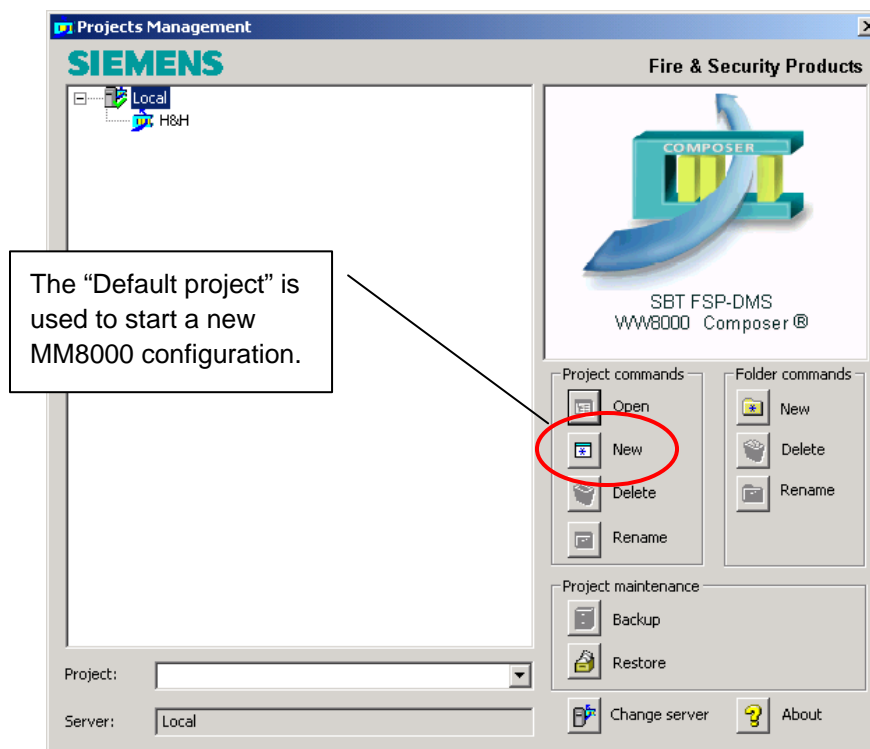 Projects Management
SIEMENS
Fire & Security Products
Local
H&H
COMPOSER
SBT FSP-DMS
WW8000 Composer ®
The “Default project” is
used to start a new
MM8000 configuration.
Project commands
Open
New
Delete
Rename
Folder commands
New
Delete
Rename
Project maintenance
Backup
Restore
Project:
Server: Local
Change server
About